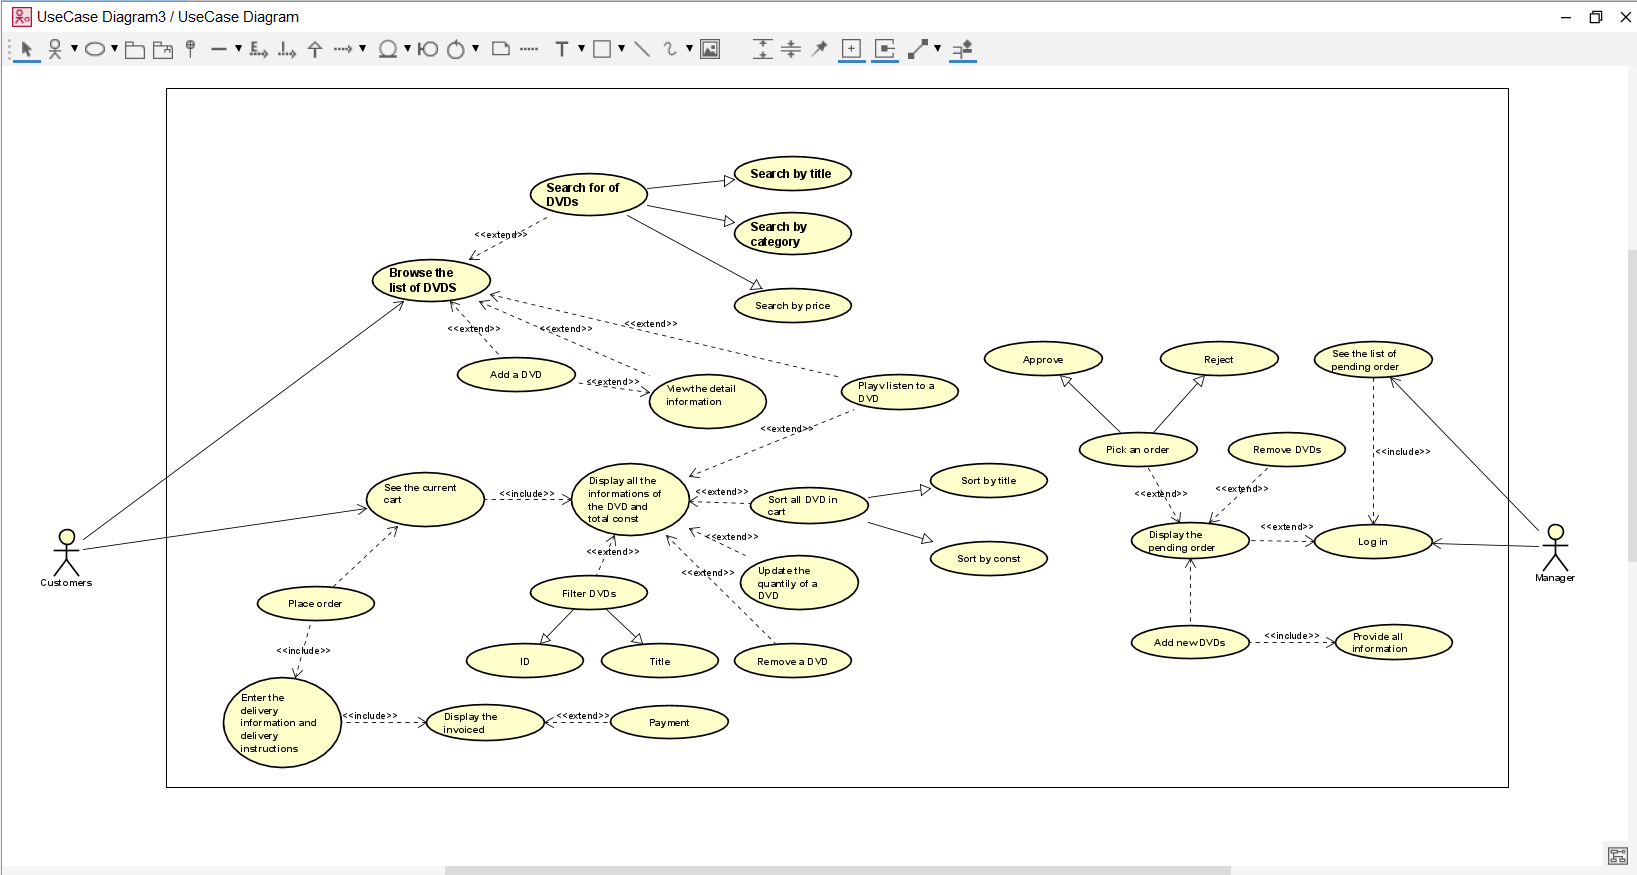 UseCase Diagram3 / UseCase Diagram
Search for of
DVDs
Search by title
Search by
category
<<extend>>
Browse the
list of DVDS
Search by price
<<extend>>
<<extend>>
<<extend>>
Add a DVD
<<extend>>
View the detail
information
Playv listen to a
DVD
Approve
Reject
See the list of
pending order
<<extend>>
Pick an order
Remove DVDs
<<include>>
See the current
cart
<<include>>
Display all the
informations of
the DVD and
total const
<<extend>>
Sort all DVD in
cart
Sort by title
<<extend>>
<<extend>>
Customers
<<extend>>
<<extend>>
Sort by const
Display the
pending order
<<extend>>
Log in
Manager
<<extend>>
Update the
quantily of a
DVD
Place order
Filter DVDs
<<include>>
ID
Title
Remove a DVD
Add new DVDs
<<include>>
Provide all
information
Enter the
delivery
information and
delivery
instructions
<<include>>
Display the
invoiced
<<extend>>
Payment